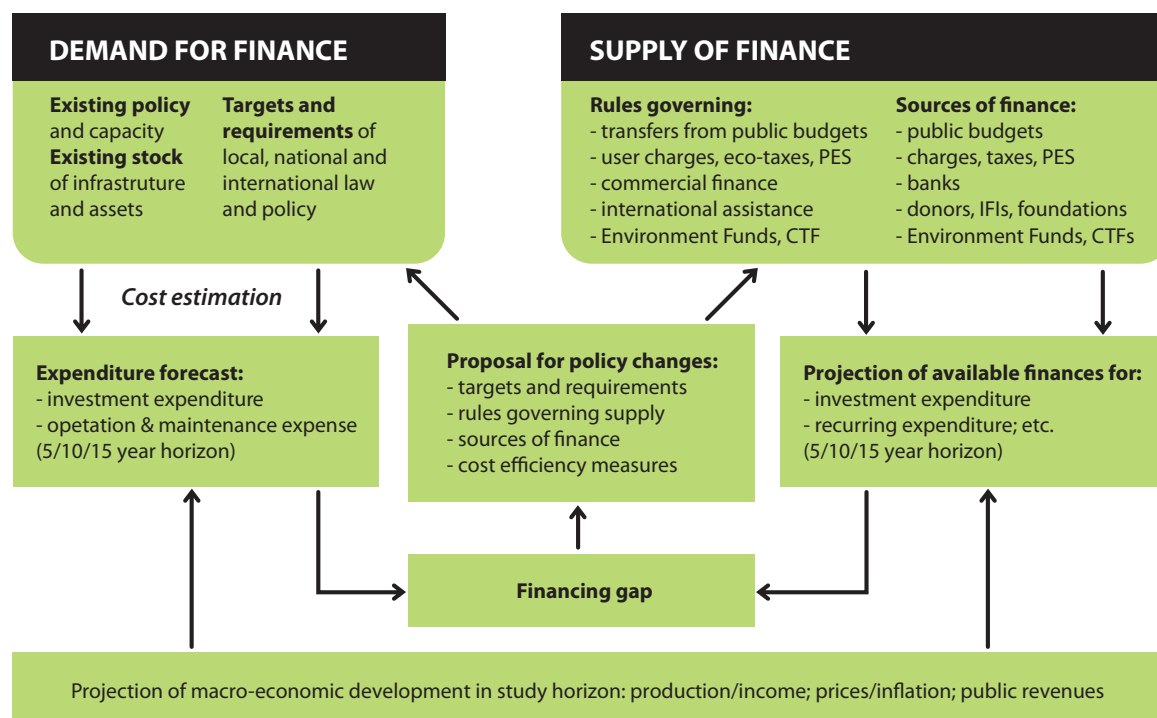 DEMAND FOR FINANCE
Existing policy
and capacity
Existing stock
of infrastruture
and assets
Targets and
requirements of
local, national and
international law
and policy
SUPPLY OF FINANCE
Rules governing:
- transfers from public budgets
- user charges, eco-taxes, PES
- commercial finance
- international assistance
- Environment Funds, CTF
Sources of finance:
- public budgets
- charges, taxes, PES
- banks
- donors, IFIs, foundations
- Environment Funds, CTFs
Cost estimation
Expenditure forecast:
- investment expenditure
- opetation & maintenance expense
(5/10/15 year horizon)
Proposal for policy changes:
- targets and requirements
- rules governing supply
- sources of finance
- cost efficiency measures
Projection of available finances for:
- investment expenditure
- recurring expenditure; etc.
(5/10/15 year horizon)
Financing gap
Projection of macro-economic development in study horizon: production/income; prices/inflation; public revenues